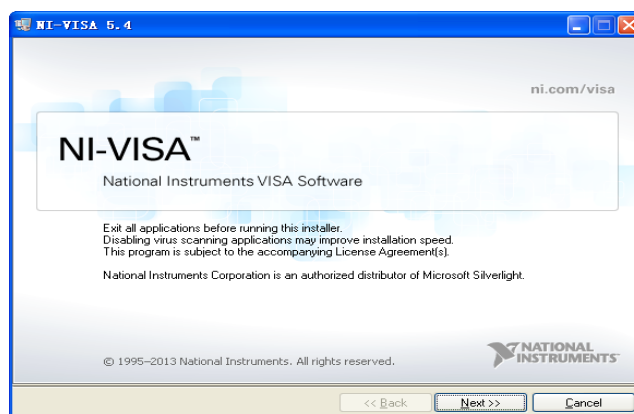 NI-VISA 5.4
ni.com/visa
NI-VISA™
National Instruments VISA Software
Exit all applications before running this installer.
Disabling virus scanning applications may improve installation speed.
This program is subject to the accompanying License Agreement(s).
National Instruments Corporation is an authorized distributor of Microsoft Silverlight.
© 1995–2013 National Instruments. All rights reserved.
NATIONAL
INSTRUMENTS™
<< Back
Next >>
Cancel